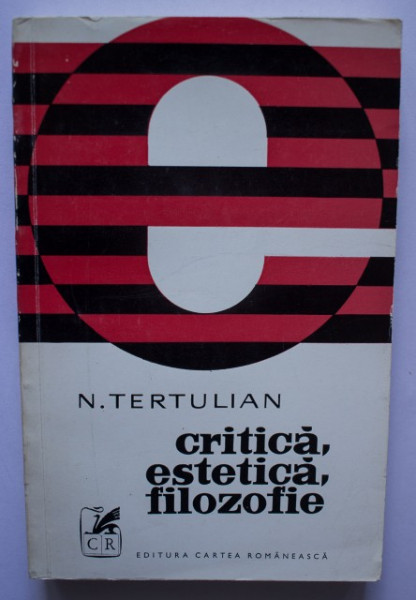 e
N. TERTULIAN
critică,
estetică,
filozofie
CR
EDITURA CARTEA ROMÂNEASCĂ